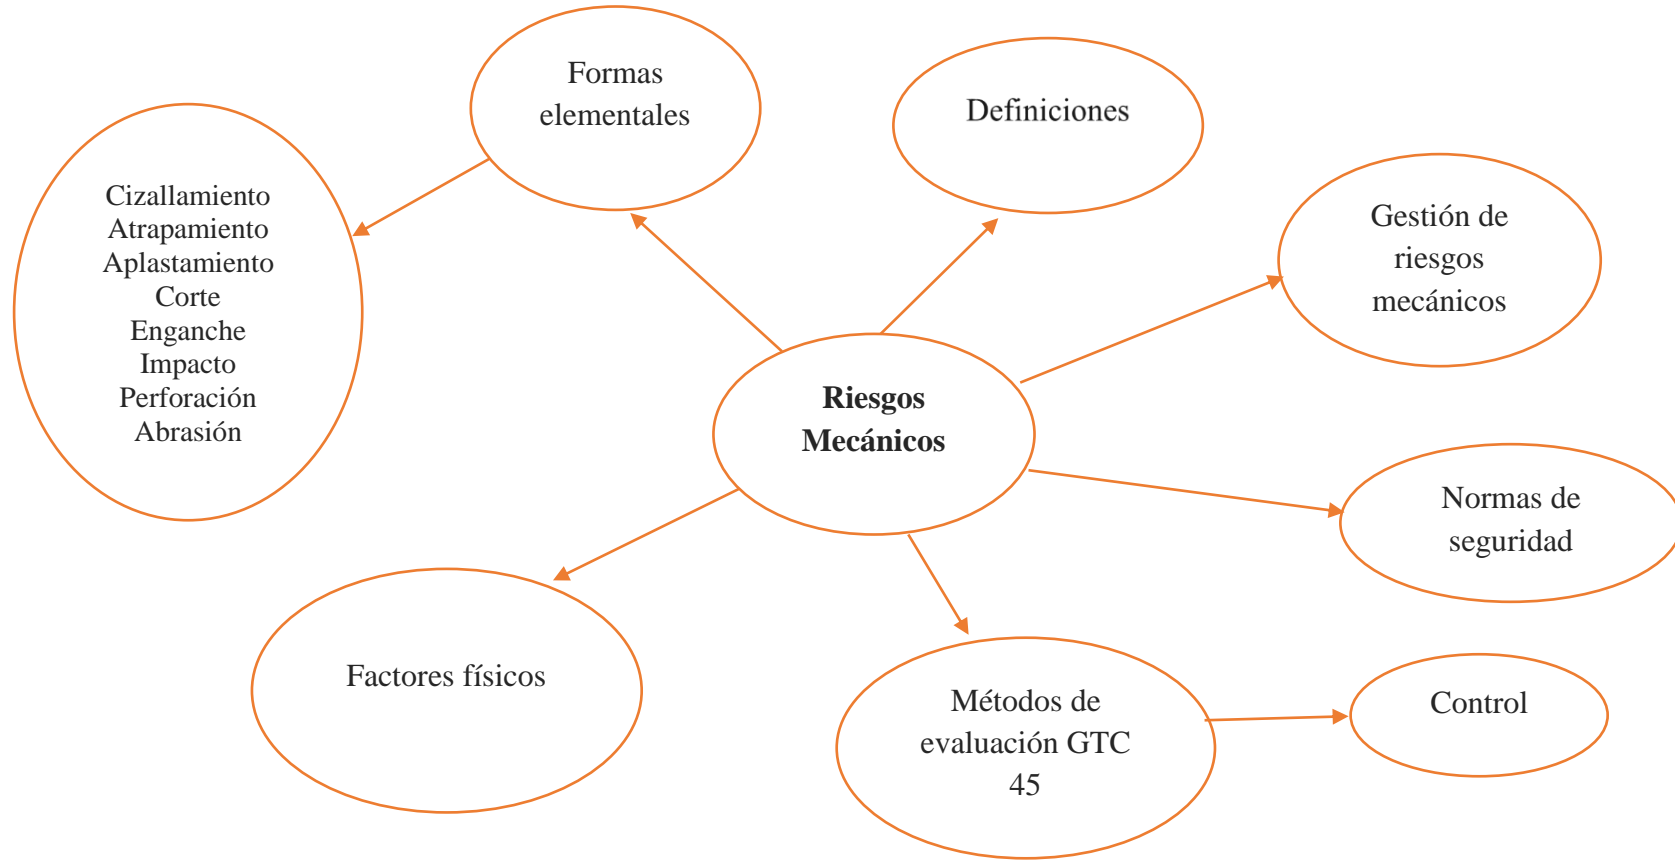 Formas
elementales
Definiciones
Cizallamiento
Atrapamiento
Aplastamiento
Corte
Enganche
Impacto
Perforación
Abrasión
Gestión de
riesgos
mecánicos
Riesgos
Mecánicos
Normas de
seguridad
Factores físicos
Métodos de
evaluación GTC
45
Control